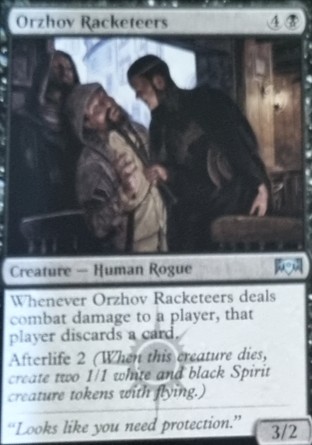 Orzhov Racketeers 4
Creature — Human Rogue
Whenever Orzhov Racketeers deals
combat damage to a player, that
player discards a card.
Afterlife 2 (When this creature dies,
create two 1/1 white and black Spirit
creature tokens with flying.)
"Looks like you need protection."
3/2